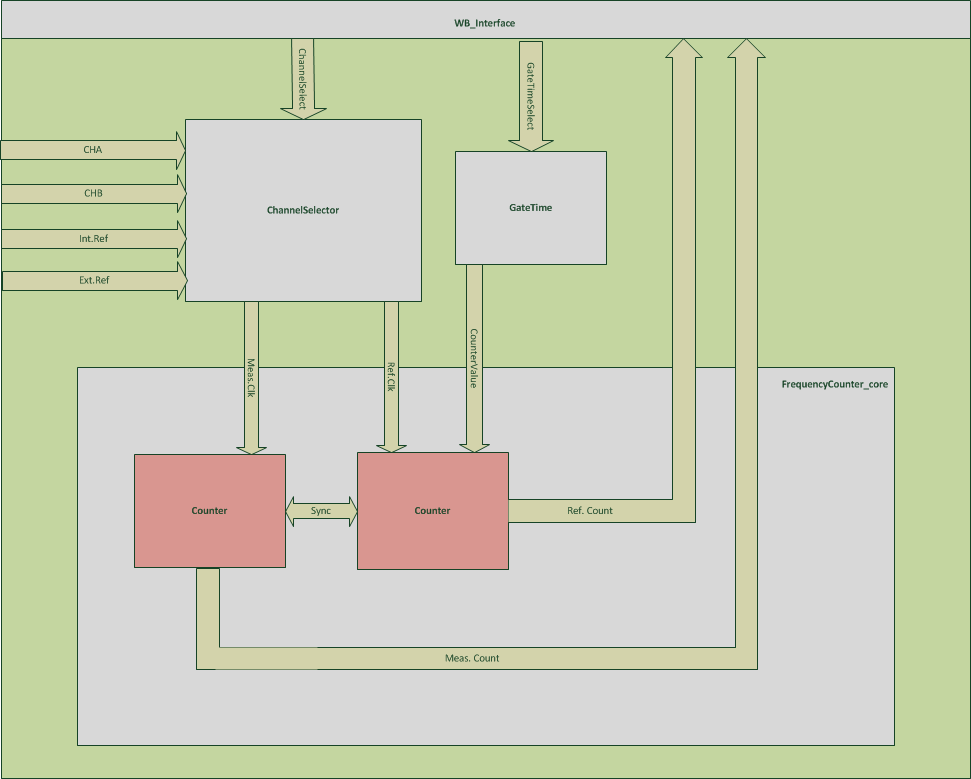 WB_Interface
ChannelSelect
GateTimeSelect
CHA
CHB
Int.Ref
Ext.Ref
ChannelSelector
GateTime
Meas.Clk
Ref.Clk
CounterValue
FrequencyCounter_core
Counter
Sync
Counter
Ref. Count
Meas. Count